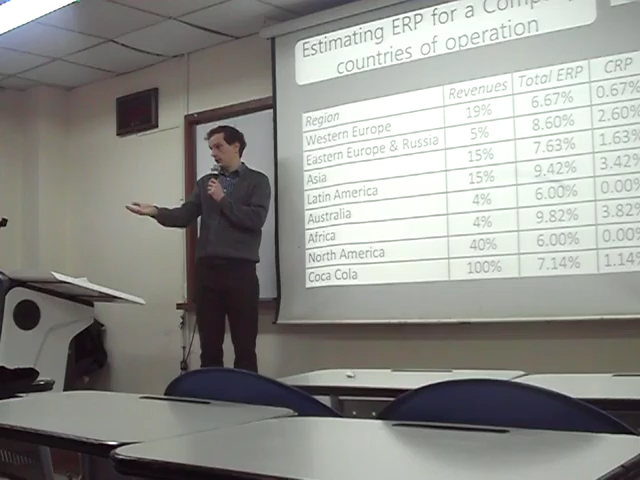 Estimating ERP for a Comp
countries of operation
Region Revenues Total ERP CRP
Western Europe 19% 6.67% 0.67%
Eastern Europe & Russia 5% 8.60% 2.60%
Asia 15% 7.63% 1.63%
Latin America 15% 9.42% 3.42%
Australia 4% 6.00% 0.00%
Africa 4% 9.82% 3.82%
North America 40% 6.00% 0.00%
Coca Cola 100% 7.14% 1.14%